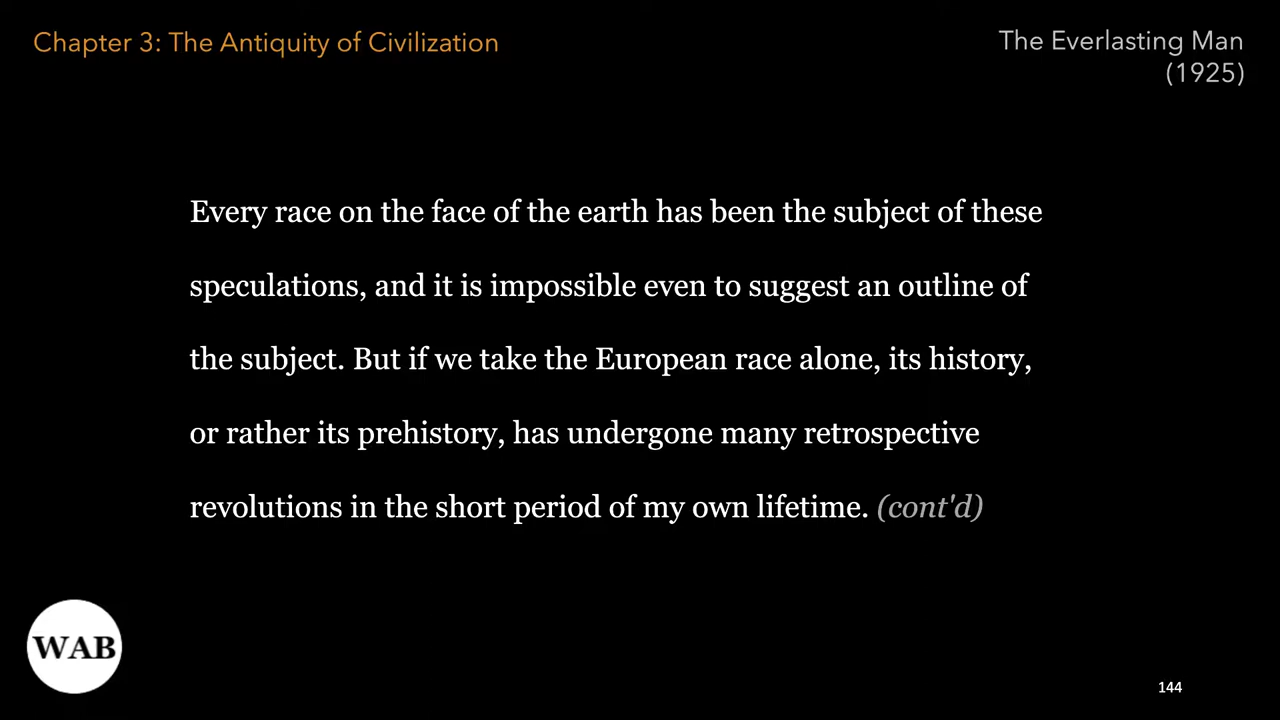 Chapter 3: The Antiquity of Civilization
The Everlasting Man
(1925)
Every race on the face of the earth has been the subject of these
speculations, and it is impossible even to suggest an outline of
the subject. But if we take the European race alone, its history,
or rather its prehistory, has undergone many retrospective
revolutions in the short period of my own lifetime. (cont'd)
WAB
144